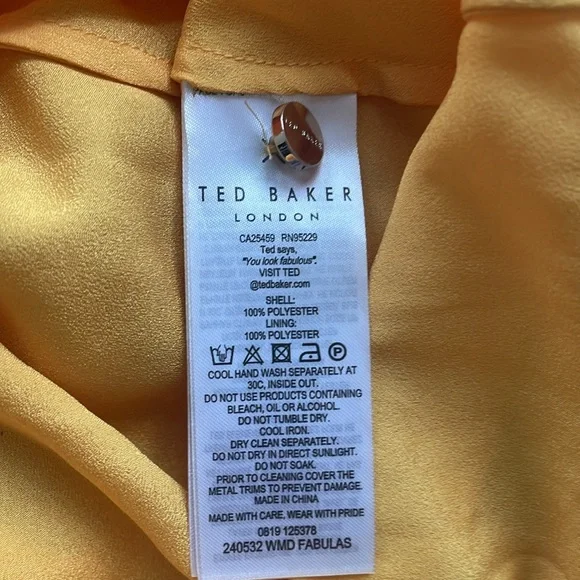 TED BAKER
TED BAKER
LONDON
CA25459 RN95229
Ted says,
"You look fabulous".
VISIT TED
@tedbaker.com
SHELL:
100% POLYESTER
LINING:
100% POLYESTER
P
COOL HAND WASH SEPARATELY AT
30C, INSIDE OUT.
DO NOT USE PRODUCTS CONTAINING
BLEACH, OIL OR ALCOHOL.
DO NOT TUMBLE DRY.
COOL IRON.
DRY CLEAN SEPARATELY.
DO NOT DRY IN DIRECT SUNLIGHT.
DO NOT SOAK.
PRIOR TO CLEANING COVER THE
METAL TRIMS TO PREVENT DAMAGE.
MADE IN CHINA
MADE WITH CARE, WEAR WITH PRIDE
0819 125378
240532 WMD FABULAS